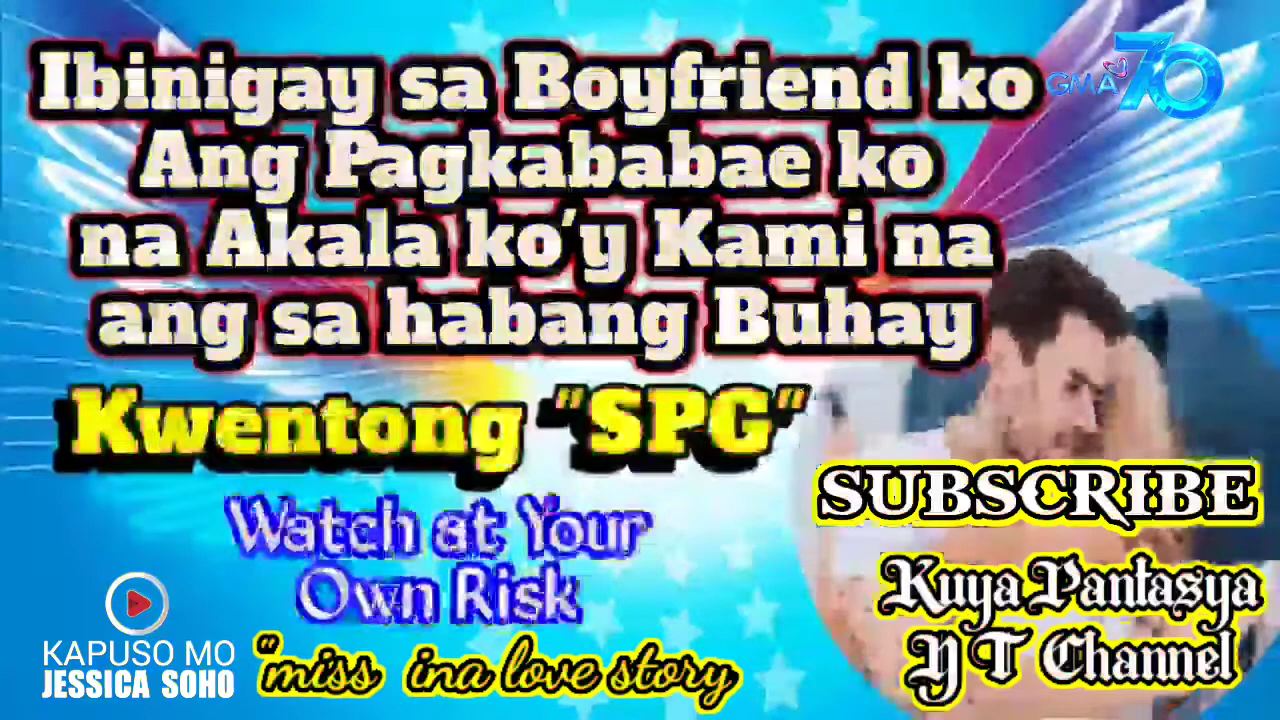 Ibinigay sa Boyfriend ko
Ang Pagkababae ko
na Akala ko'y Kami na
ang sa habang Buhay
Kwentong "SPG"
Watch at Your
Own Risk
"miss ina love story
SUBSCRIBE
Kuya Pantasya
Y T Channel
GMA 70
KAPUSO MO
JESSICA SOHO